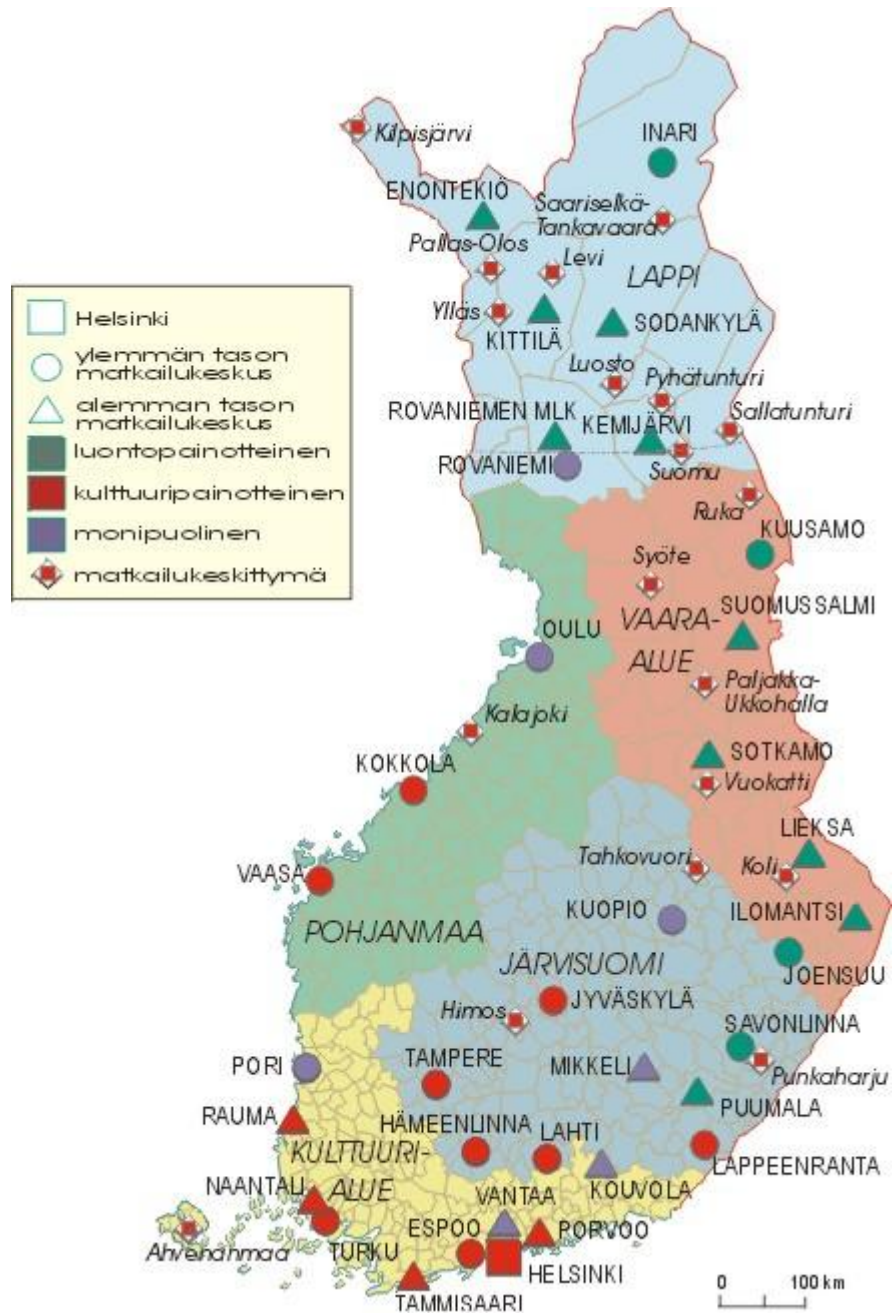 Kilpisjärvi
INARI
ENONTEKIÖ
Saariselkä-
Tankavaara
Pallas-Olos
Levi
LAPPI
Ylläs
KITTILÄ
SODANKYLÄ
Luosto
Pyhätunturi
ROVANIEMEN MLK
KEMIJÄRVI
Sallatunturi
ROVANIEMI
Suomu
Helsinki
ylemmän tason
matkailukeskus
alemman tason
matkailukeskus
luontopainotteinen
kulttuuripainotteinen
monipuolinen
matkailukeskittymä
Ruka
KUUSAMO
Syöte
SUOMUSSALMI
VAARA-
ALUE
OULU
Paljakka-
Ukkohalla
Kalajoki
KOKKOLA
SOTKAMO
Vuokatti
LIEKSA
VAASA
Tahkovuori
Koli
KUOPIO
ILOMANTSI
POHJANMAA
JÄRVISUOMI
JOENSUU
JYVÄSKYLÄ
Himos
SAVONLINNA
PORI
TAMPERE
MIKKELI
Punkaharju
RAUMA
PUUMALA
HÄMEENLINNA
LAHTI
KULTTUURI-
ALUE
LAPPEENRANTA
NAANTALI
VANTAA
KOUVOLA
ESPOO
PORVOO
Ahvenanmaa
TURKU
HELSINKI
TAMMISAARI
0 100 km